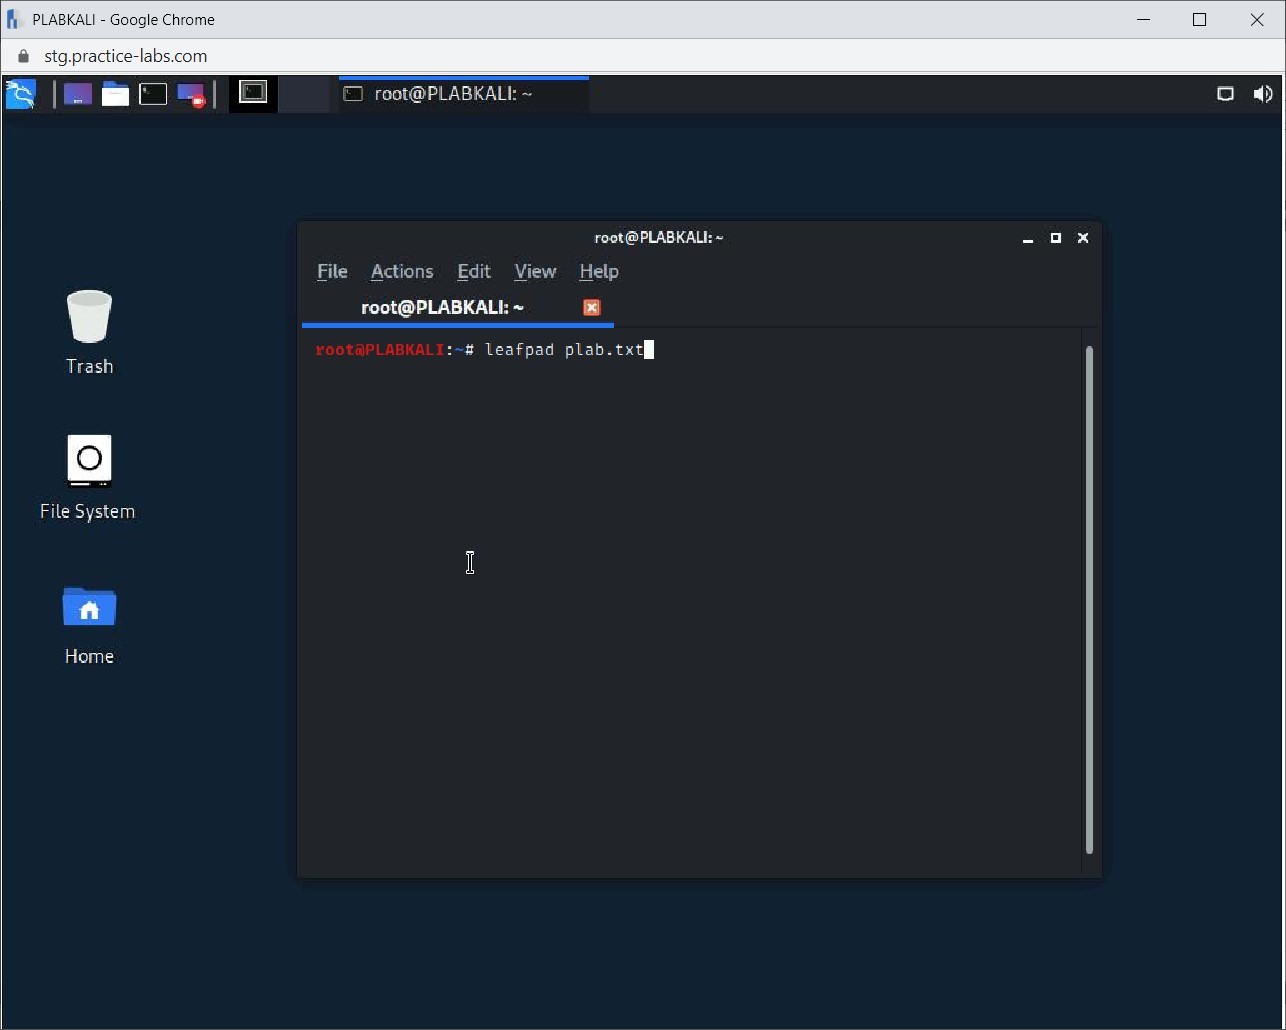 PLABKALI - Google Chrome
stg.practice-labs.com
root@PLABKALI: ~
root@PLABKALI: ~
File Actions Edit View Help
root@PLABKALI: ~
root@PLABKALI:~# leafpad plab.txt
Trash
File System
Home